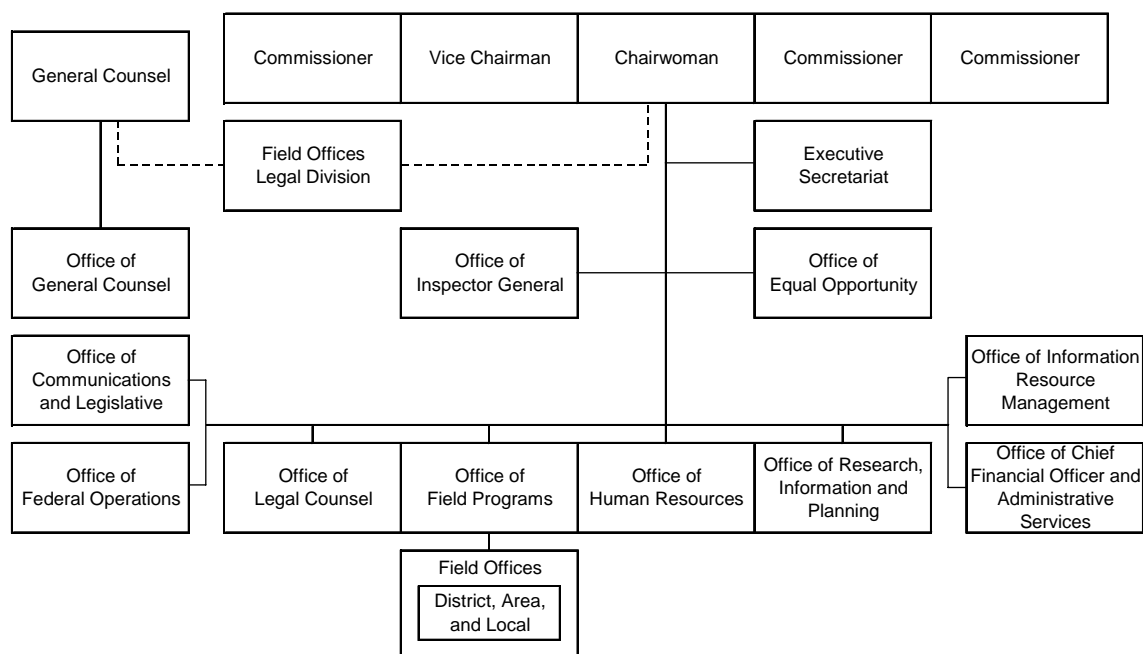 General Counsel
Commissioner
Vice Chairman
Chairwoman
Commissioner
Commissioner
Field Offices
Legal Division
Executive
Secretariat
Office of
General Counsel
Office of
Inspector General
Office of
Equal Opportunity
Office of
Communications
and Legislative
Office of Information
Resource
Management
Office of
Federal Operations
Office of
Legal Counsel
Office of
Field Programs
Office of
Human Resources
Office of Research,
Information and
Planning
Office of Chief
Financial Officer and
Administrative
Services
Field Offices
District, Area,
and Local